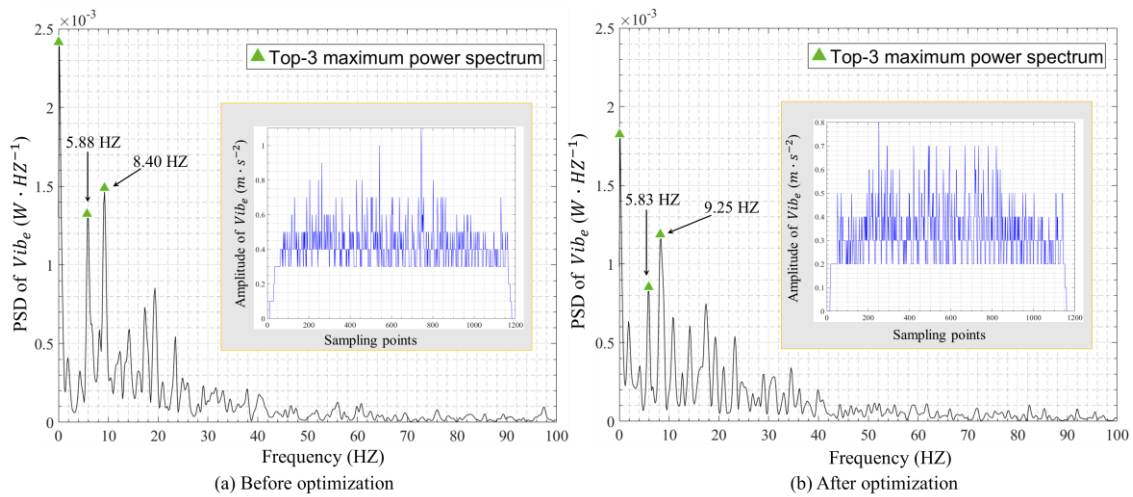 ×10⁻³
2.5
2
1.5
1
0.5
0
PSD of Vib_e (W · HZ⁻¹)
Top-3 maximum power spectrum
5.88 HZ
8.40 HZ
Amplitude of Vib_e (m · s⁻²)
1
0.8
0.6
0.4
0.2
0
0 200 400 600 800 1000 1200
Sampling points
0 10 20 30 40 50 60 70 80 90 100
Frequency (HZ)
(a) Before optimization
×10⁻³
2.5
2
1.5
1
0.5
0
PSD of Vib_e (W · HZ⁻¹)
Top-3 maximum power spectrum
5.83 HZ
9.25 HZ
Amplitude of Vib_e (m · s⁻²)
0.8
0.7
0.6
0.5
0.4
0.3
0.2
0.1
0
0 200 400 600 800 1000 1200
Sampling points
0 10 20 30 40 50 60 70 80 90 100
Frequency (HZ)
(b) After optimization